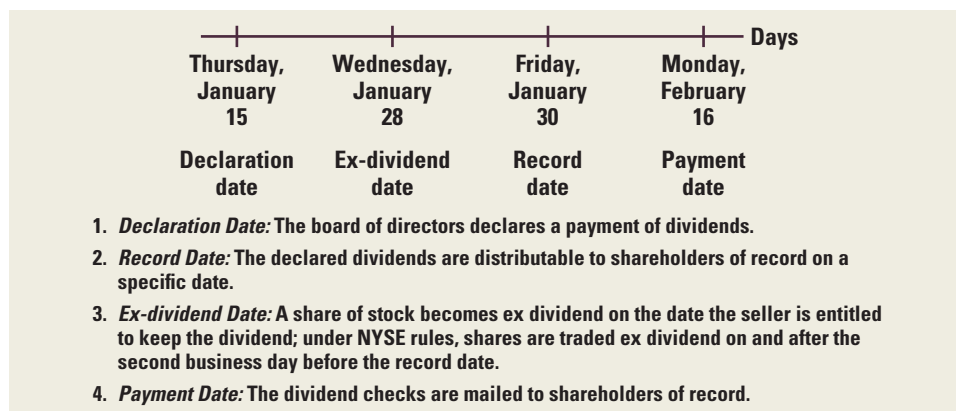 Days
Thursday, January 15
Wednesday, January 28
Friday, January 30
Monday, February 16
Declaration date
Ex-dividend date
Record date
Payment date
1. Declaration Date: The board of directors declares a payment of dividends.
2. Record Date: The declared dividends are distributable to shareholders of record on a
specific date.
3. Ex-dividend Date: A share of stock becomes ex dividend on the date the seller is entitled
to keep the dividend; under NYSE rules, shares are traded ex dividend on and after the
second business day before the record date.
4. Payment Date: The dividend checks are mailed to shareholders of record.